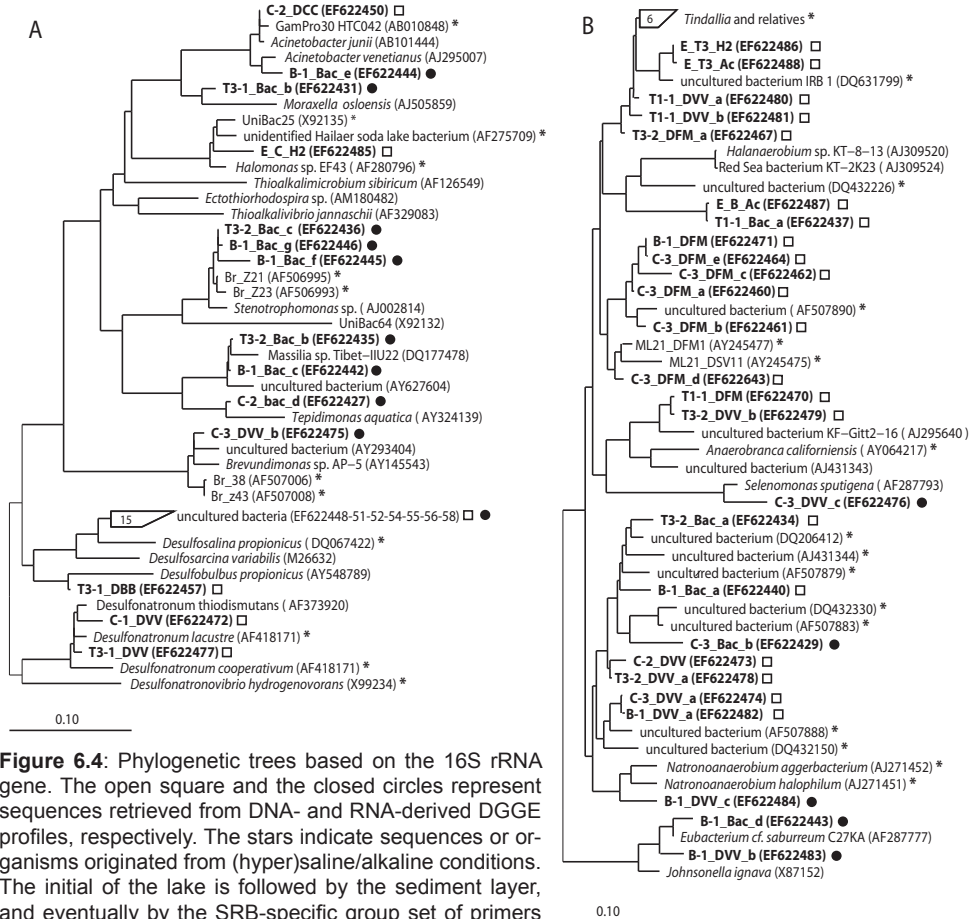 A
C-2_DCC (EF622450) □
GamPro30 HTC042 (AB010848) *
Acinetobacter junii (AB101444)
Acinetobacter venetianus (AJ295007)
B-1_Bac_e (EF622444) ●
T3-1_Bac_b (EF622431) ●
Moraxella osloensis (AJ505859)
UniBac25 (X92135) *
unidentified Hailaer soda lake bacterium (AF275709) *
E_C_H2 (EF622485) □
Halomonas sp. EF43 ( AF280796) *
Thioalkalimicrobium sibiricum (AF126549)
Ectothiorhodospira sp. (AM180482)
Thioalkalivibrio jannaschii (AF329083)
T3-2_Bac_c (EF622436) ●
B-1_Bac_g (EF622446) ●
B-1_Bac_f (EF622445) ●
Br_Z21 (AF506995) *
Br_Z23 (AF506993) *
Stenotrophomonas sp. ( AJ002814)
UniBac64 (X92132)
T3-2_Bac_b (EF622435) ●
Massilia sp. Tibet-IIU22 (DQ177478)
B-1_Bac_c (EF622442) ●
uncultured bacterium (AY627604)
C-2_bac_d (EF622427) ●
Tepidimonas aquatica ( AY324139)
C-3_DVV_b (EF622475) ●
uncultured bacterium (AY293404)
Brevundimonas sp. AP-5 (AY145543)
Br_38 (AF507006) *
Br_z43 (AF507008) *
15 uncultured bacteria (EF622448-51-52-54-55-56-58) □ ●
Desulfosalina propionicus ( DQ067422) *
Desulfosarcina variabilis (M26632)
Desulfobulbus propionicus (AY548789)
T3-1_DBB (EF622457) □
Desulfonatronum thiodismutans ( AF373920)
C-1_DVV (EF622472) □
Desulfonatronum lacustre (AF418171) *
T3-1_DVV (EF622477) □
Desulfonatronum cooperativum (AF418171) *
Desulfonatronovibrio hydrogenovorans (X99234) *
0.10
Figure 6.4: Phylogenetic trees based on the 16S rRNA
gene. The open square and the closed circles represent
sequences retrieved from DNA- and RNA-derived DGGE
profiles, respectively. The stars indicate sequences or or-
ganisms originated from (hyper)saline/alkaline conditions.
The initial of the lake is followed by the sediment layer,
and eventually by the SRB-specific group set of primers
B
6 Tindallia and relatives *
E_T3_H2 (EF622486) □
E_T3_Ac (EF622488) □
uncultured bacterium IRB 1 (DQ631799) *
T1-1_DVV_a (EF622480) □
T1-1_DVV_b (EF622481) □
T3-2_DFM_a (EF622467) □
Halanaerobium sp. KT-8-13 (AJ309520)
Red Sea bacterium KT-2K23 ( AJ309524)
uncultured bacterium (DQ432226) *
E_B_Ac (EF622487) □
T1-1_Bac_a (EF622437) □
B-1_DFM (EF622471) □
C-3_DFM_e (EF622464) □
C-3_DFM_c (EF622462) □
C-3_DFM_a (EF622460) □
uncultured bacterium ( AF507890) *
C-3_DFM_b (EF622461) □
ML21_DFM1 (AY245477) *
ML21_DSV11 (AY245475) *
C-3_DFM_d (EF622643) □
T1-1_DFM (EF622470) □
T3-2_DVV_b (EF622479) □
uncultured bacterium KF-Gitt2-16 ( AJ295640 )
Anaerobranca californiensis ( AY064217) *
uncultured bacterium (AJ431343)
Selenomonas sputigena ( AF287793)
C-3_DVV_c (EF622476) ●
T3-2_Bac_a (EF622434) □
uncultured bacterium (DQ206412) *
uncultured bacterium (AJ431344) *
uncultured bacterium (AF507879) *
B-1_Bac_a (EF622440) □
uncultured bacterium (DQ432330) *
uncultured bacterium (AF507883) *
C-3_Bac_b (EF622429) ●
C-2_DVV (EF622473) □
T3-2_DVV_a (EF622478) □
C-3_DVV_a (EF622474) □
B-1_DVV_a (EF622482) □
uncultured bacterium (AF507888) *
uncultured bacterium (DQ432150) *
Natronoanaerobium aggerbacterium (AJ271452) *
Natronoanaerobium halophilum (AJ271451) *
B-1_DVV_c (EF622484) ●
B-1_Bac_d (EF622443) ●
Eubacterium cf. saburreum C27KA (AF287777)
B-1_DVV_b (EF622483) ●
Johnsonella ignava (X87152)
0.10